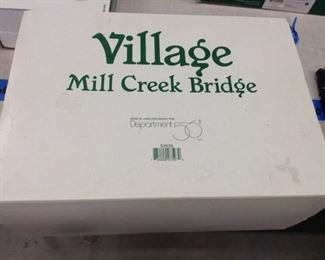 Village
Mill Creek Bridge
Department 56